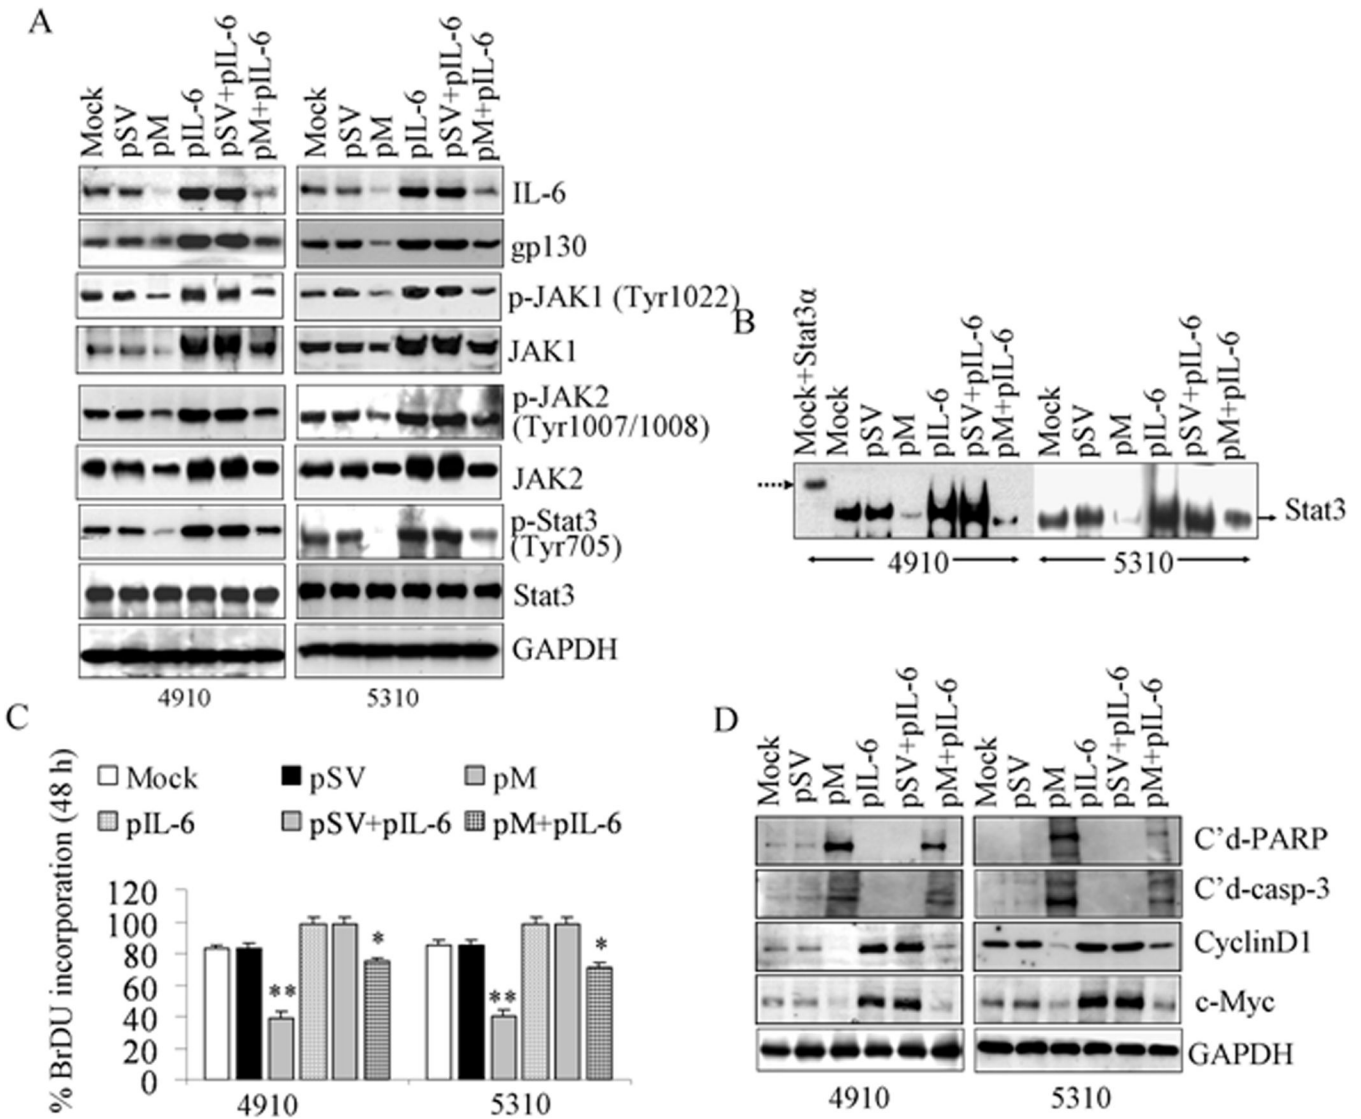 A
Mock
pSV
pM
pIL-6
pSV+pIL-6
pM+pIL-6
Mock
pSV
pM
pIL-6
pSV+pIL-6
pM+pIL-6
IL-6
gp130
p-JAK1 (Tyr1022)
JAK1
p-JAK2
(Tyr1007/1008)
JAK2
p-Stat3
(Tyr705)
Stat3
GAPDH
4910
5310
B
Mock+Stat3α
Mock
pSV
pM
pIL-6
pSV+pIL-6
pM+pIL-6
Mock
pSV
pM
pIL-6
pSV+pIL-6
pM+pIL-6
Stat3
4910
5310
C
% BrDU incorporation (48 h)
Mock
pSV
pM
pIL-6
pSV+pIL-6
pM+pIL-6
120
100
80
60
40
20
0
**
*
**
*
4910
5310
D
Mock
pSV
pM
pIL-6
pSV+pIL-6
pM+pIL-6
Mock
pSV
pM
pIL-6
pSV+pIL-6
pM+pIL-6
C’d-PARP
C’d-casp-3
CyclinD1
c-Myc
GAPDH
4910
5310